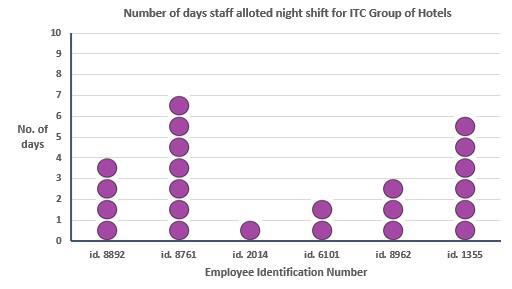 Number of days staff alloted night shift for ITC Group of Hotels
10
9
8
7
6
5
4
3
2
1
0
No. of
days
id. 8892 id. 8761 id. 2014 id. 6101 id. 8962 id. 1355
Employee Identification Number